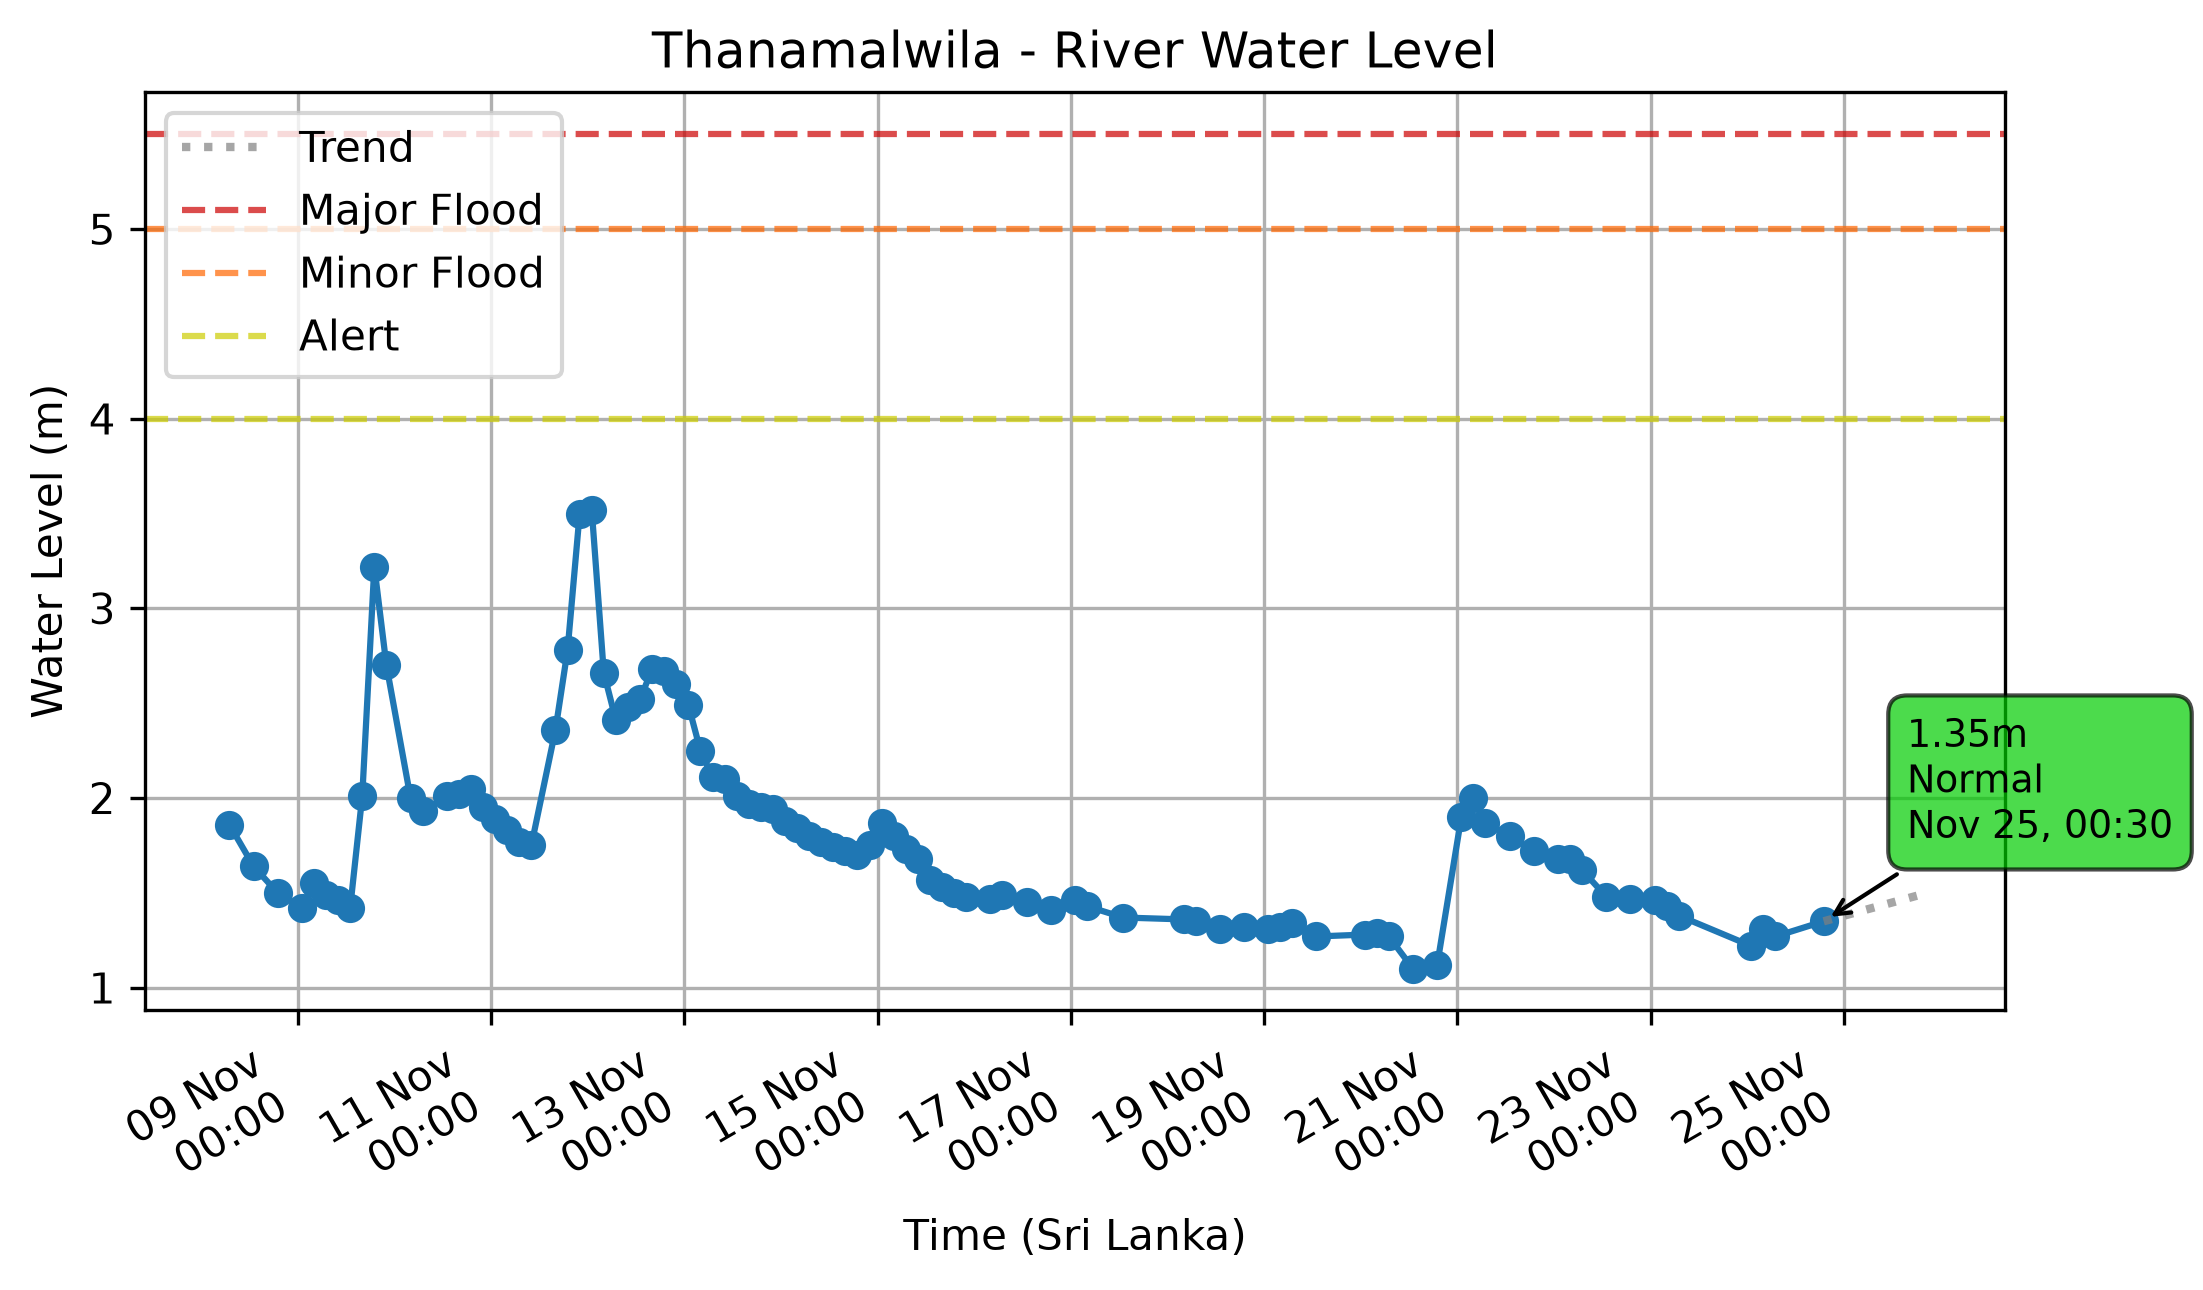 Thanamalwila - River Water Level
Trend
Major Flood
Minor Flood
Alert
5
4
3
2
1
Water Level (m)
1.35m
Normal
Nov 25, 00:30
09 Nov
00:00
11 Nov
00:00
13 Nov
00:00
15 Nov
00:00
17 Nov
00:00
19 Nov
00:00
21 Nov
00:00
23 Nov
00:00
25 Nov
00:00
Time (Sri Lanka)